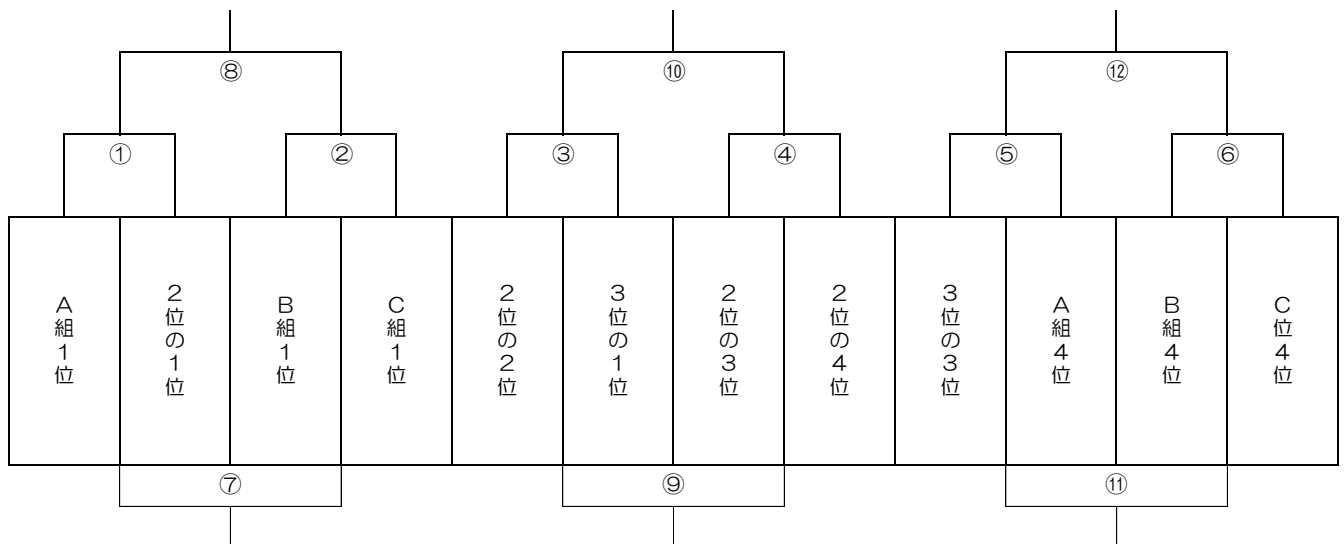 ⑧
⑩
⑫
①
②
③
④
⑤
⑥
A組1位
2位の1位
B組1位
C組1位
2位の2位
3位の1位
2位の3位
2位の4位
3位の3位
A組4位
B組4位
C位4位
⑦
⑨
⑪